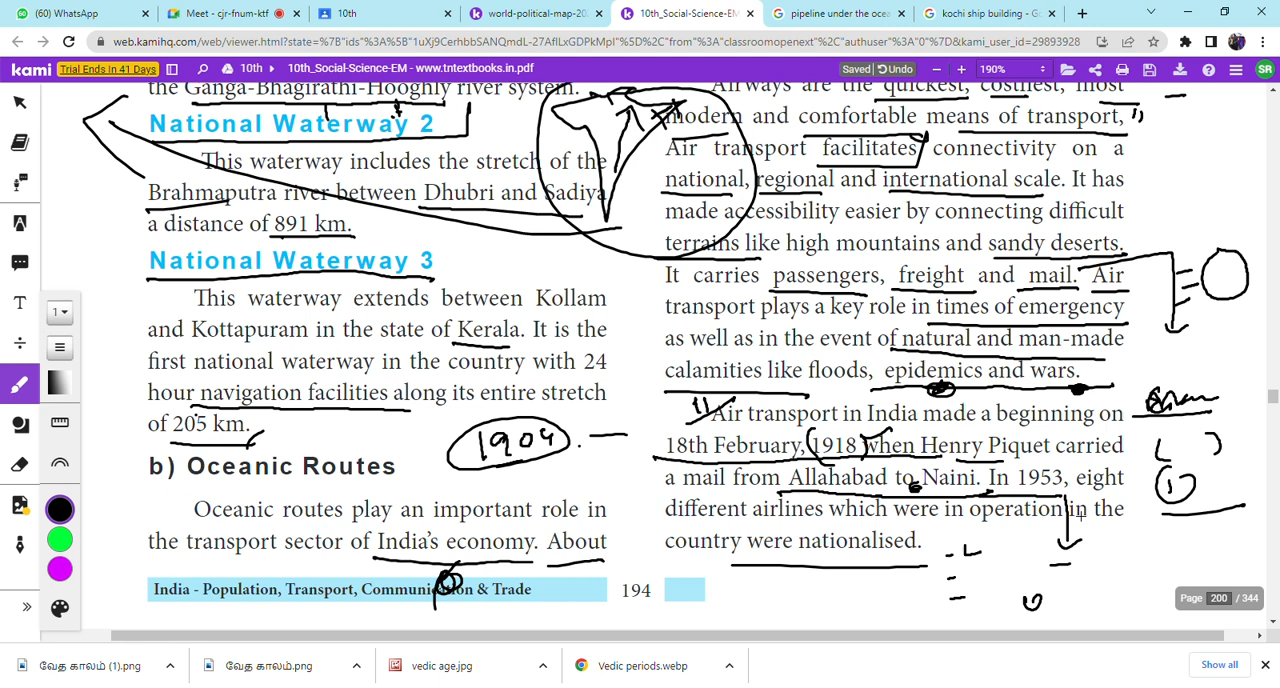 (60) WhatsApp
Meet - cjr-fnum-ktf
10th
world-political-map-20
10th_Social-Science-EM
pipeline under the ocea
kochi ship building - Go
web.kamihq.com/web/viewer.html?state=%7B"ids"%3A%5B"1uXj9CerhbbSANQmdL-27AflLxGDPkMpl"%5D%2C"from"%3A"classroomopenext"%2C"authuser"%3A"0"%7D&kami_user_id=29893928
kami
Trial Ends In 41 Days
10th
10th_Social-Science-EM - www.tntextbooks.in.pdf
Saved
Undo
190%
SR
the Ganga-Bhagirathi-Hooghly river system.
National Waterway 2
This waterway includes the stretch of the
Brahmaputra river between Dhubri and Sadiya
a distance of 891 km.
National Waterway 3
This waterway extends between Kollam
and Kottapuram in the state of Kerala. It is the
first national waterway in the country with 24
hour navigation facilities along its entire stretch
of 205 km.
1904
b) Oceanic Routes
Oceanic routes play an important role in
the transport sector of India's economy. About
Airways are the quickest, costliest, most
modern and comfortable means of transport,
Air transport facilitates connectivity on a
national, regional and international scale. It has
made accessibility easier by connecting difficult
terrains like high mountains and sandy deserts.
It carries passengers, freight and mail. Air
transport plays a key role in times of emergency
as well as in the event of natural and man-made
calamities like floods, epidemics and wars.
Air transport in India made a beginning on
18th February, 1918 when Henry Piquet carried
a mail from Allahabad to Naini. In 1953, eight
different airlines which were in operation in the
country were nationalised.
India - Population, Transport, Communication & Trade
194
Page 200 / 344
T
1
வேத காலம் (1).png
வேத காலம்.png
vedic age.jpg
Vedic periods.webp
Show all